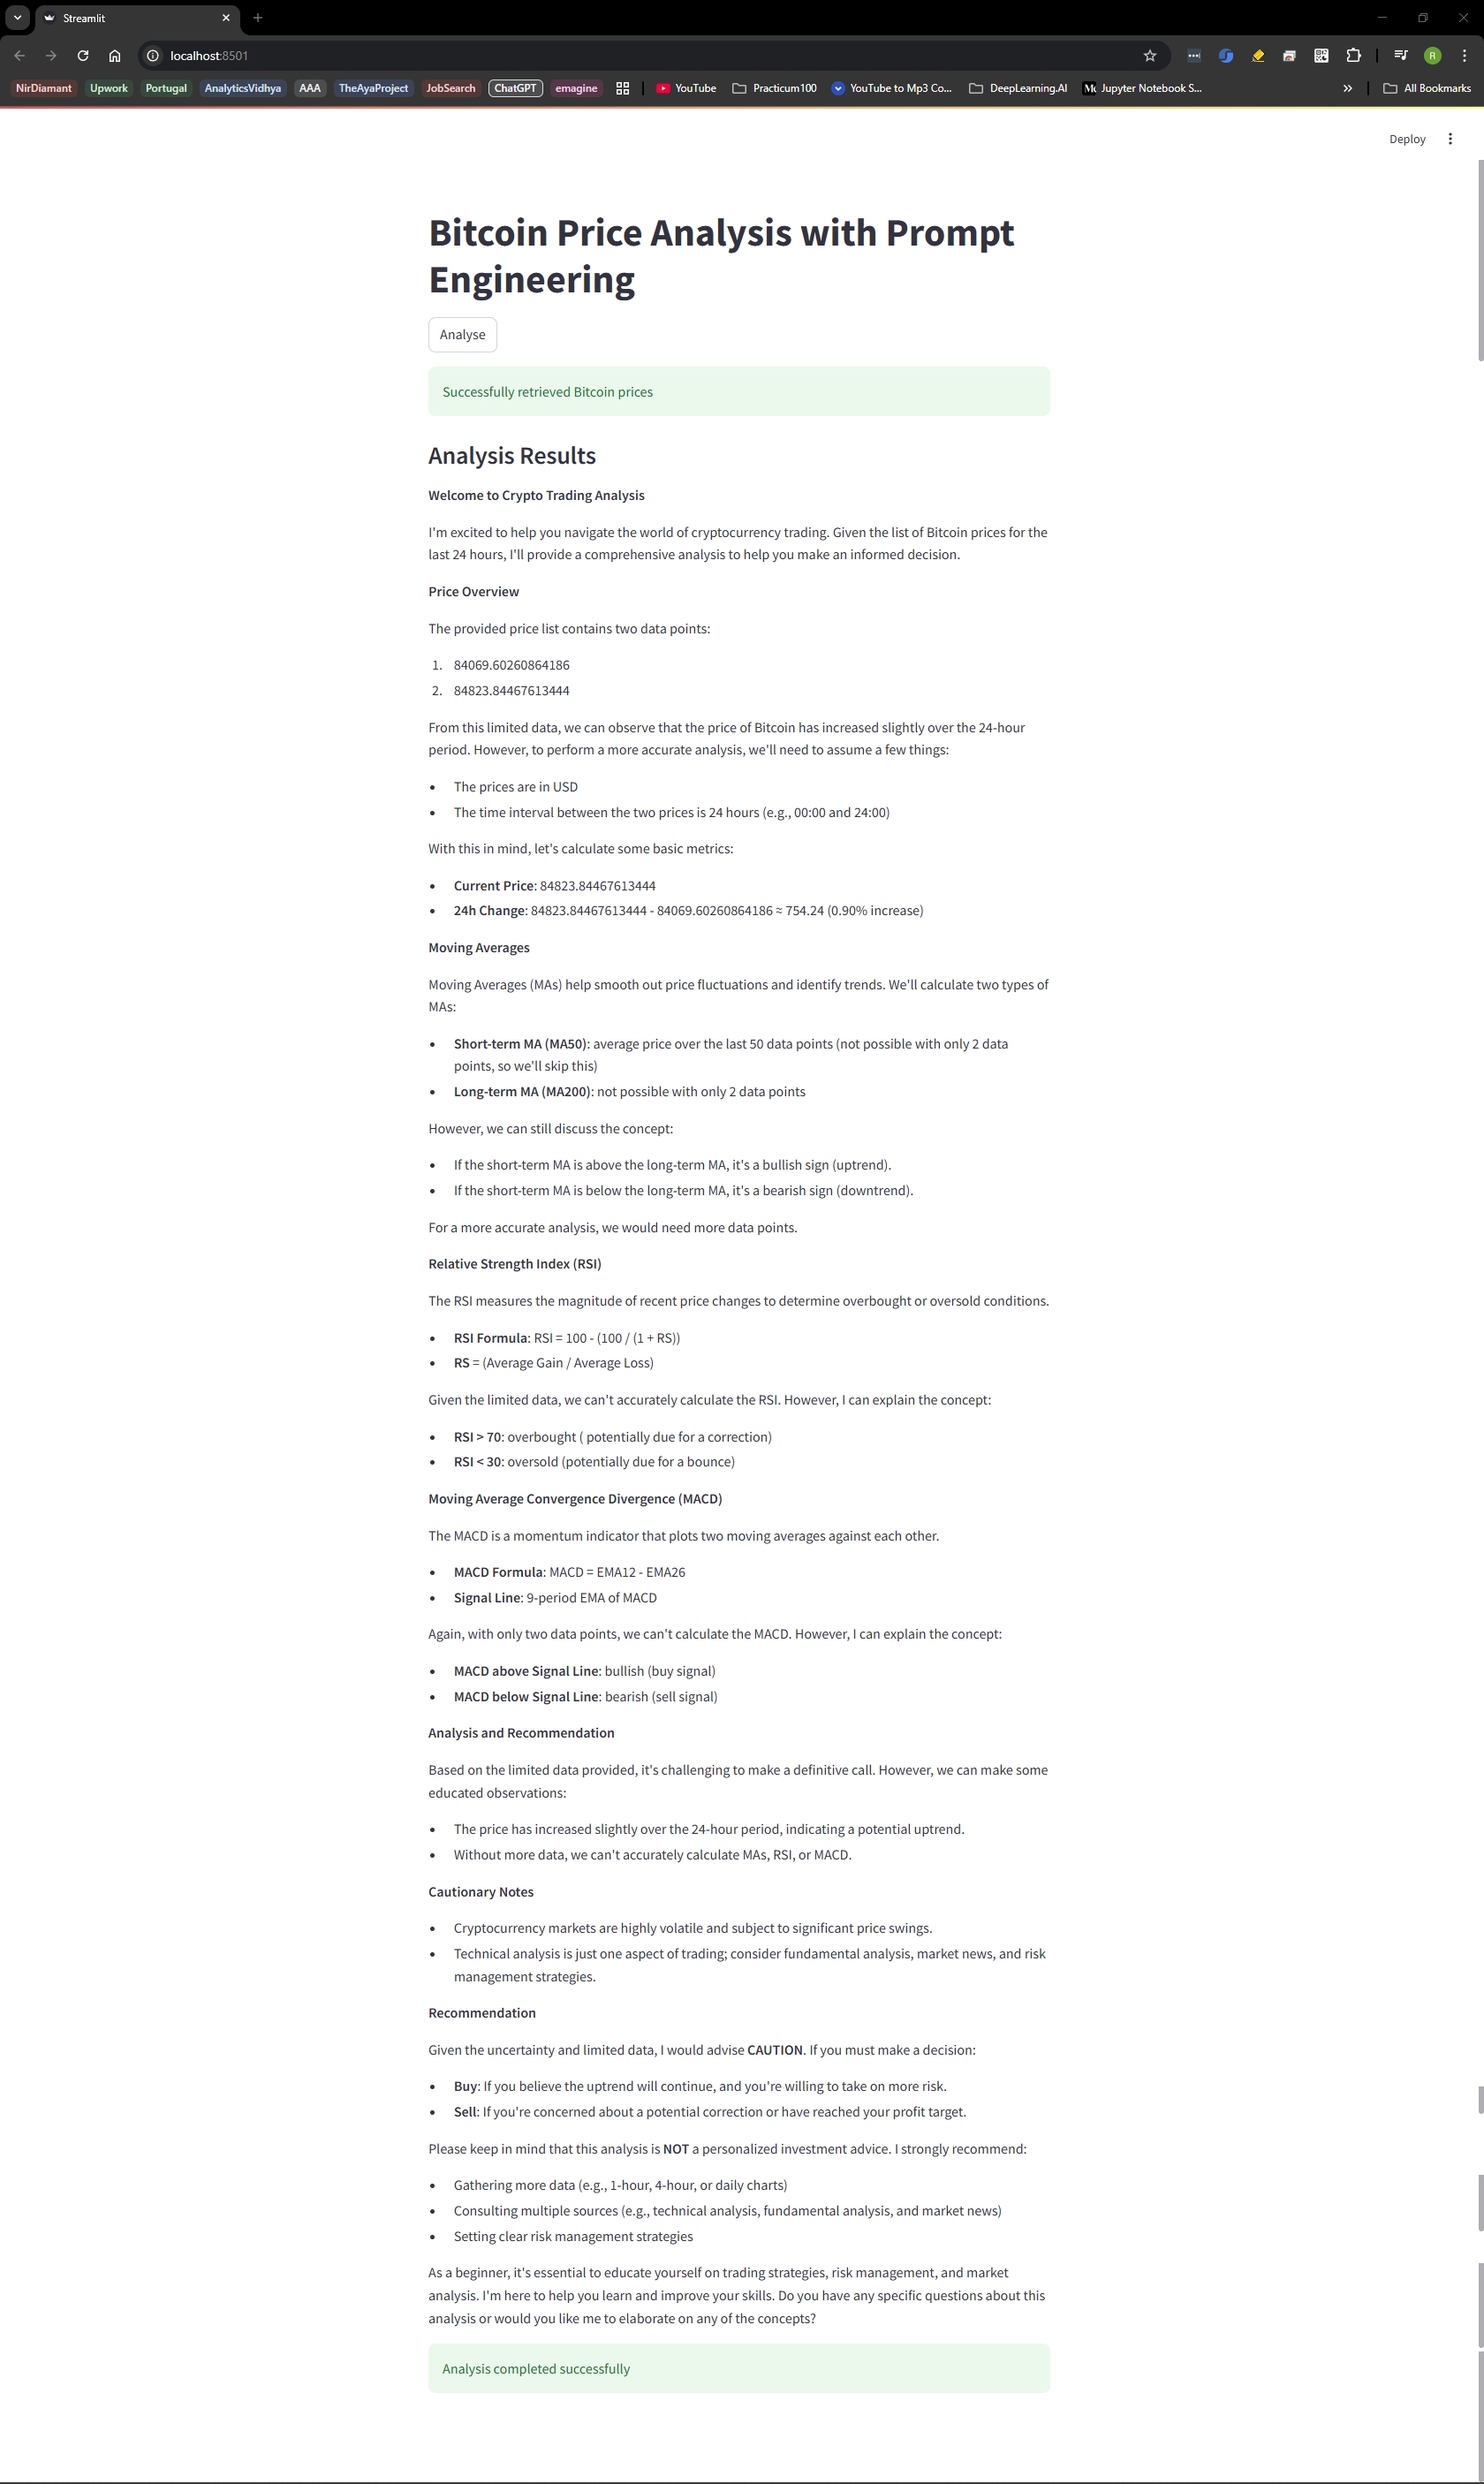 Streamlit
localhost:8501
R
NirDiamant Upwork Portugal AnalyticsVidhya AAA TheAyaProject JobSearch ChatGPT emagine YouTube Practicum100 YouTube to Mp3 Co... DeepLearning.AI Jupyter Notebook S... » All Bookmarks
Deploy
Bitcoin Price Analysis with Prompt
Engineering
Analyse
Successfully retrieved Bitcoin prices
Analysis Results
Welcome to Crypto Trading Analysis
I'm excited to help you navigate the world of cryptocurrency trading. Given the list of Bitcoin prices for the
last 24 hours, I'll provide a comprehensive analysis to help you make an informed decision.
Price Overview
The provided price list contains two data points:
1. 84069.60260864186
2. 84823.84467613444
From this limited data, we can observe that the price of Bitcoin has increased slightly over the 24-hour
period. However, to perform a more accurate analysis, we'll need to assume a few things:
• The prices are in USD
• The time interval between the two prices is 24 hours (e.g., 00:00 and 24:00)
With this in mind, let's calculate some basic metrics:
• Current Price: 84823.84467613444
• 24h Change: 84823.84467613444 - 84069.60260864186 ≈ 754.24 (0.90% increase)
Moving Averages
Moving Averages (MAs) help smooth out price fluctuations and identify trends. We'll calculate two types of
MAs:
• Short-term MA (MA50): average price over the last 50 data points (not possible with only 2 data
points, so we'll skip this)
• Long-term MA (MA200): not possible with only 2 data points
However, we can still discuss the concept:
• If the short-term MA is above the long-term MA, it's a bullish sign (uptrend).
• If the short-term MA is below the long-term MA, it's a bearish sign (downtrend).
For a more accurate analysis, we would need more data points.
Relative Strength Index (RSI)
The RSI measures the magnitude of recent price changes to determine overbought or oversold conditions.
• RSI Formula: RSI = 100 - (100 / (1 + RS))
• RS = (Average Gain / Average Loss)
Given the limited data, we can't accurately calculate the RSI. However, I can explain the concept:
• RSI > 70: overbought ( potentially due for a correction)
• RSI < 30: oversold (potentially due for a bounce)
Moving Average Convergence Divergence (MACD)
The MACD is a momentum indicator that plots two moving averages against each other.
• MACD Formula: MACD = EMA12 - EMA26
• Signal Line: 9-period EMA of MACD
Again, with only two data points, we can't calculate the MACD. However, I can explain the concept:
• MACD above Signal Line: bullish (buy signal)
• MACD below Signal Line: bearish (sell signal)
Analysis and Recommendation
Based on the limited data provided, it's challenging to make a definitive call. However, we can make some
educated observations:
• The price has increased slightly over the 24-hour period, indicating a potential uptrend.
• Without more data, we can't accurately calculate MAs, RSI, or MACD.
Cautionary Notes
• Cryptocurrency markets are highly volatile and subject to significant price swings.
• Technical analysis is just one aspect of trading; consider fundamental analysis, market news, and risk
management strategies.
Recommendation
Given the uncertainty and limited data, I would advise CAUTION. If you must make a decision:
• Buy: If you believe the uptrend will continue, and you're willing to take on more risk.
• Sell: If you're concerned about a potential correction or have reached your profit target.
Please keep in mind that this analysis is NOT a personalized investment advice. I strongly recommend:
• Gathering more data (e.g., 1-hour, 4-hour, or daily charts)
• Consulting multiple sources (e.g., technical analysis, fundamental analysis, and market news)
• Setting clear risk management strategies
As a beginner, it's essential to educate yourself on trading strategies, risk management, and market
analysis. I'm here to help you learn and improve your skills. Do you have any specific questions about this
analysis or would you like me to elaborate on any of the concepts?
Analysis completed successfully